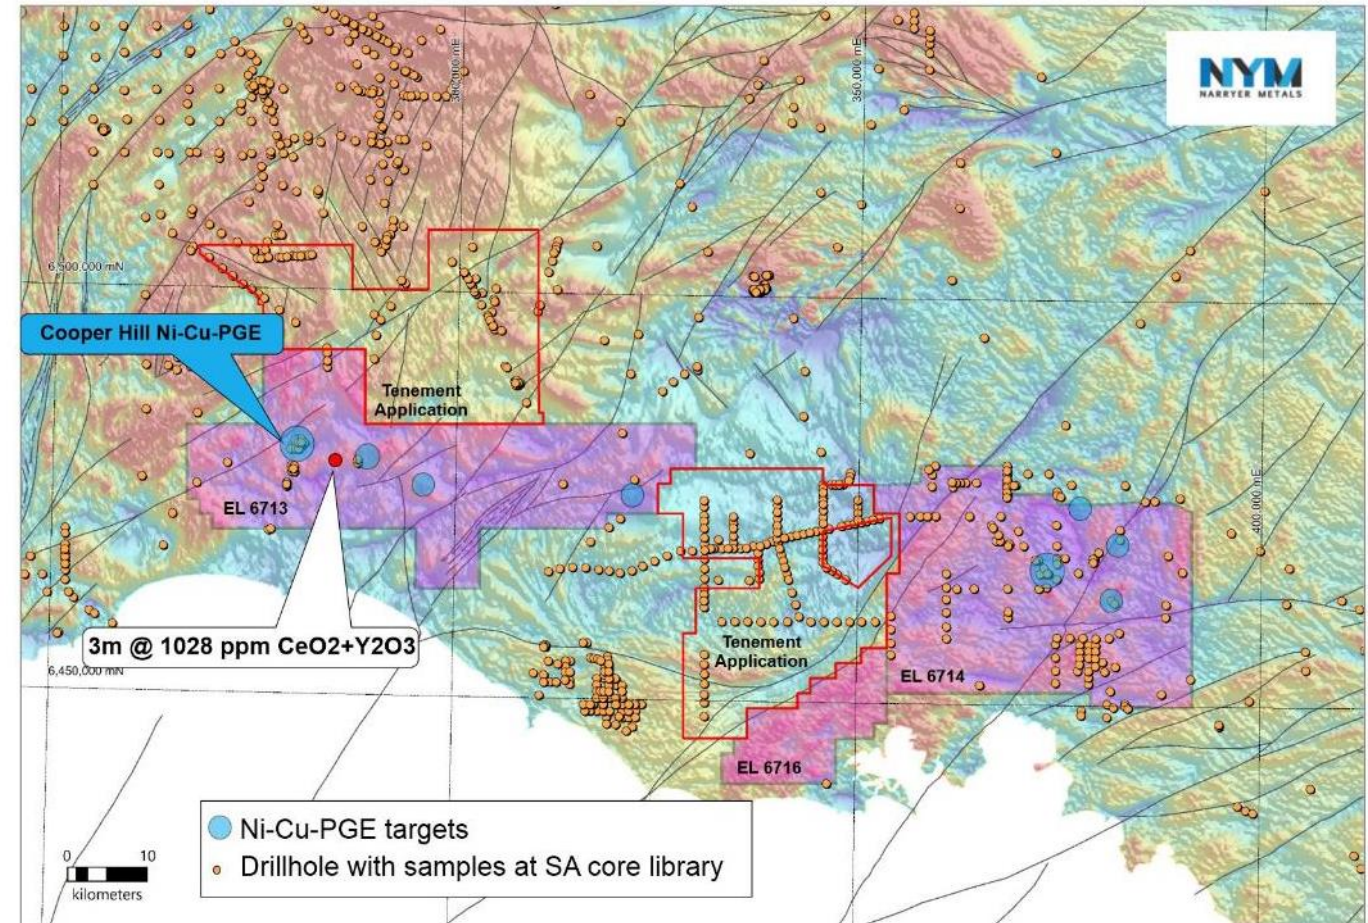 NYM
NARRYER METALS
350,000 mE
6,500,000 mN
Cooper Hill Ni-Cu-PGE
Tenement
Application
EL 6713
400,000 mE
3m @ 1028 ppm CeO2+Y2O3
6,450,000 mN
Tenement
Application
EL 6714
EL 6716
Ni-Cu-PGE targets
Drillhole with samples at SA core library
0 10
kilometers